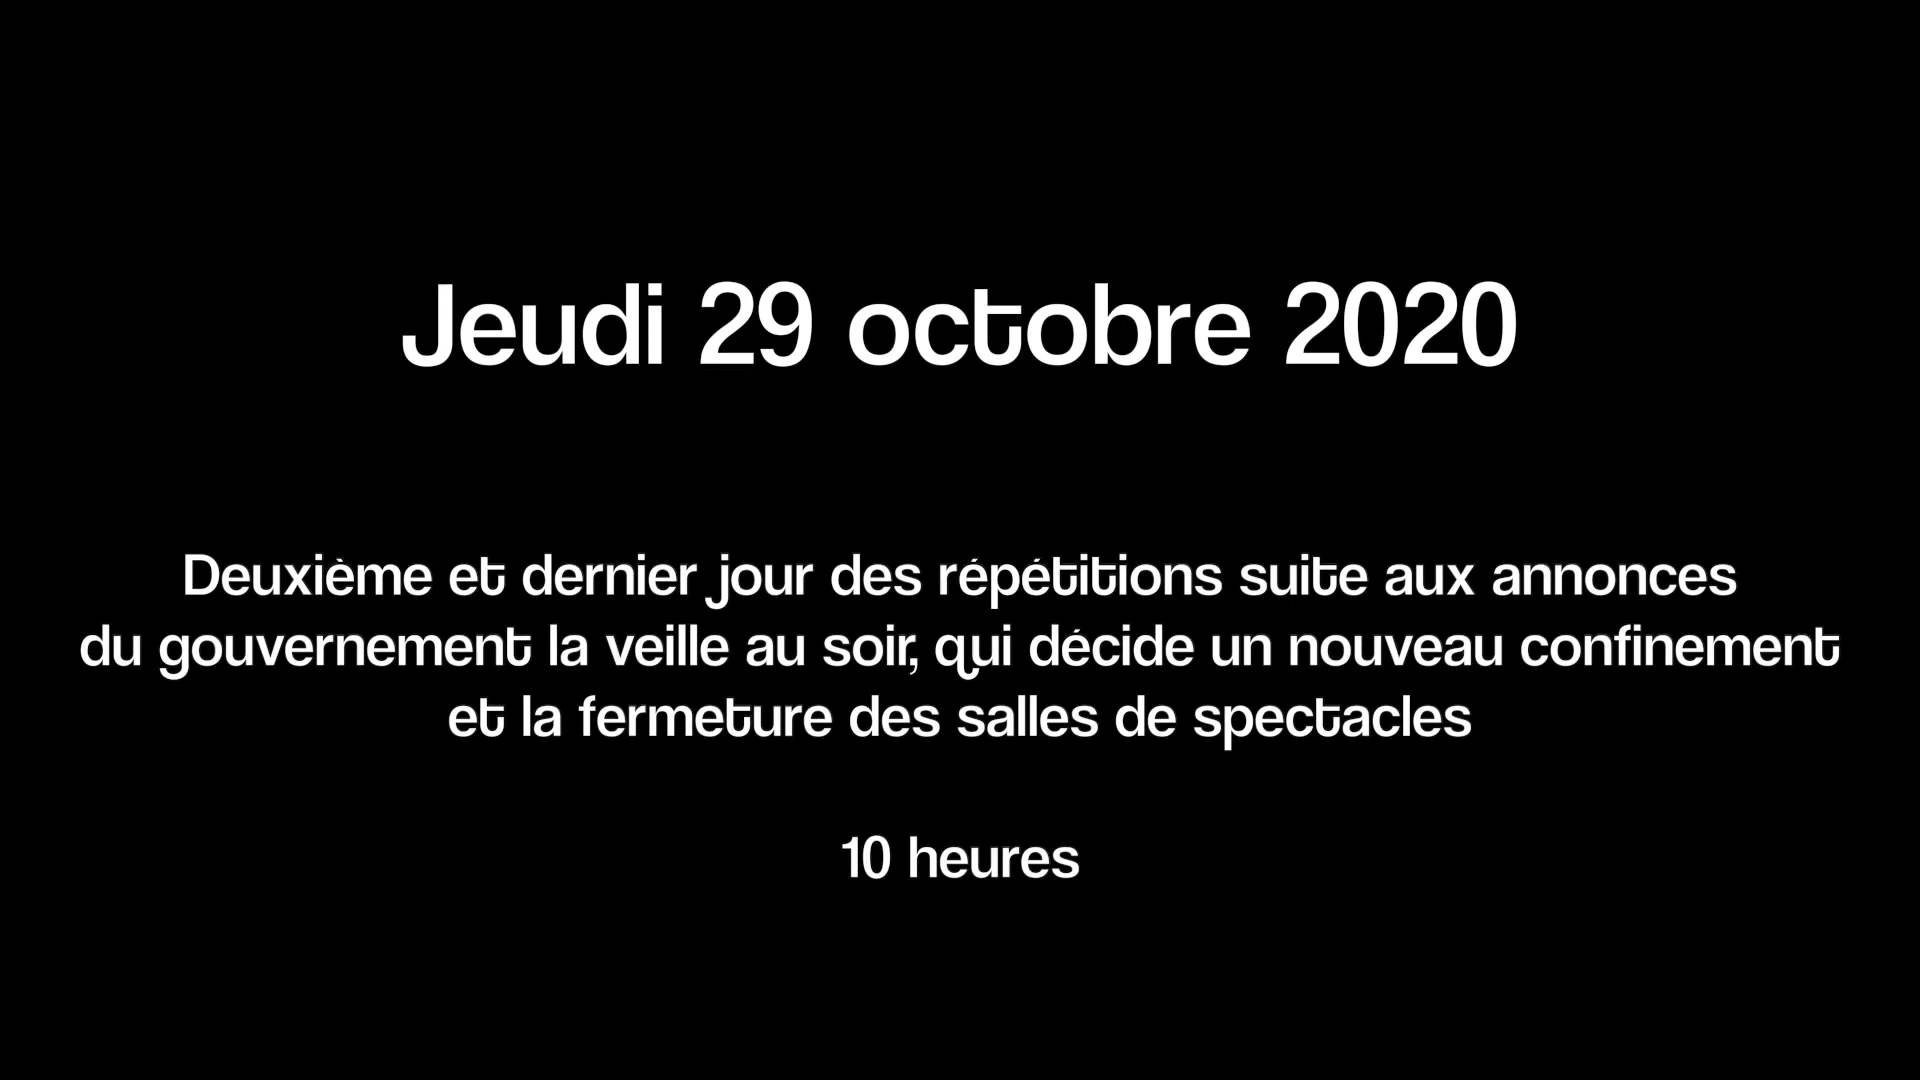 Jeudi 29 octobre 2020
Deuxième et dernier jour des répétitions suite aux annonces
du gouvernement la veille au soir, qui décide un nouveau confinement
et la fermeture des salles de spectacles
10 heures